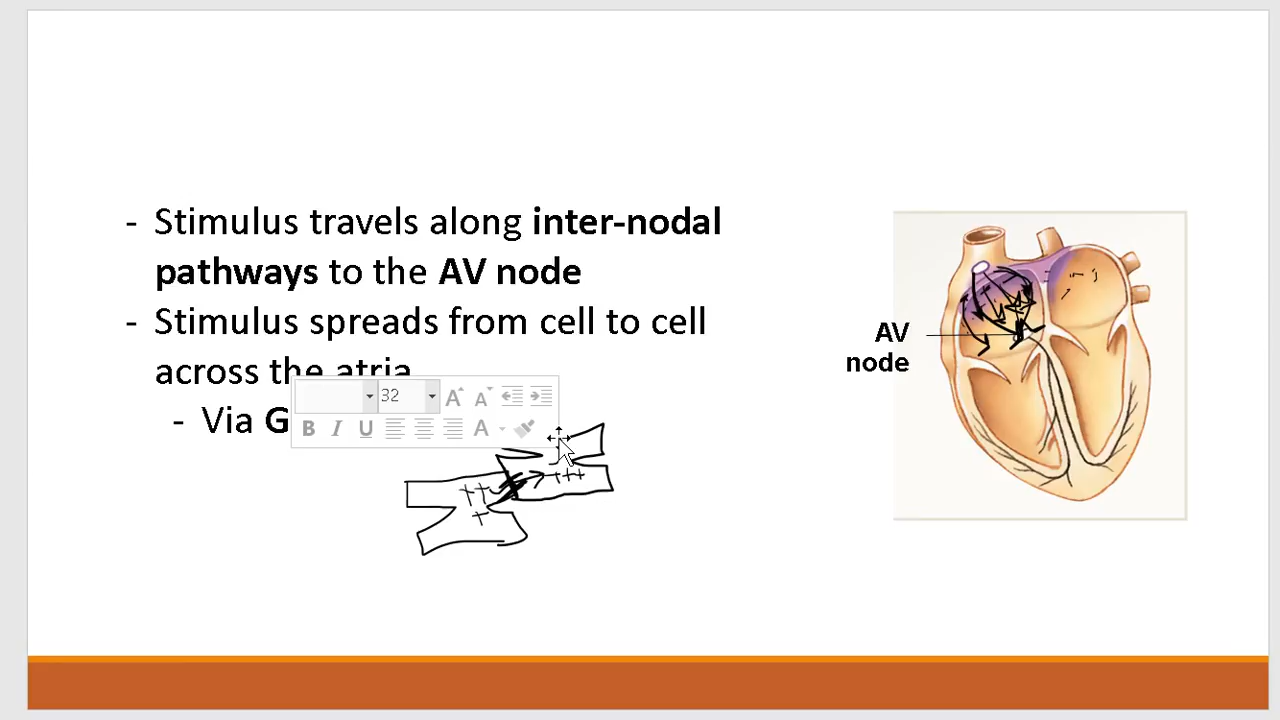 - Stimulus travels along inter-nodal
pathways to the AV node
- Stimulus spreads from cell to cell
across the atria
- Via G
32
A A
B I U A
AV
node
++
+
+++